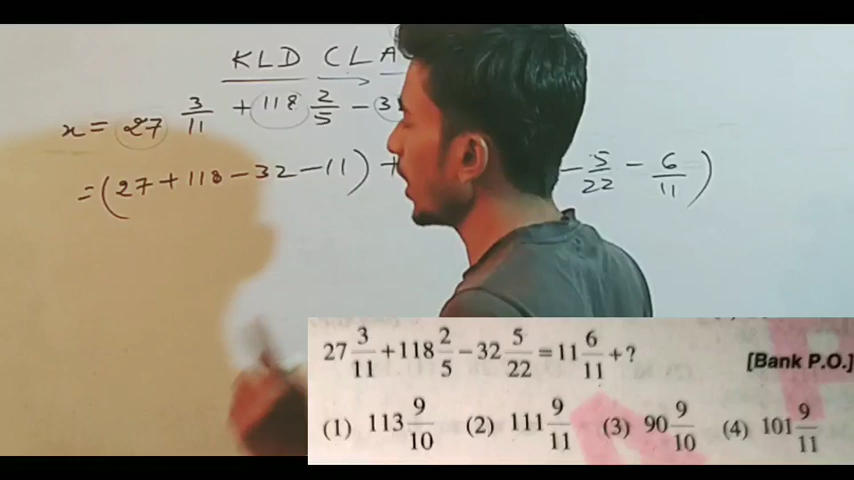 KLD CLA
x = 27 3/11 + 118 2/5 - 3
= (27 + 118 - 32 - 11) + - 5/22 - 6/11)
27 3/11 + 118 2/5 - 32 5/22 = 11 6/11 + ? [Bank P.O.]
(1) 113 9/10 (2) 111 9/11 (3) 90 9/10 (4) 101 9/11